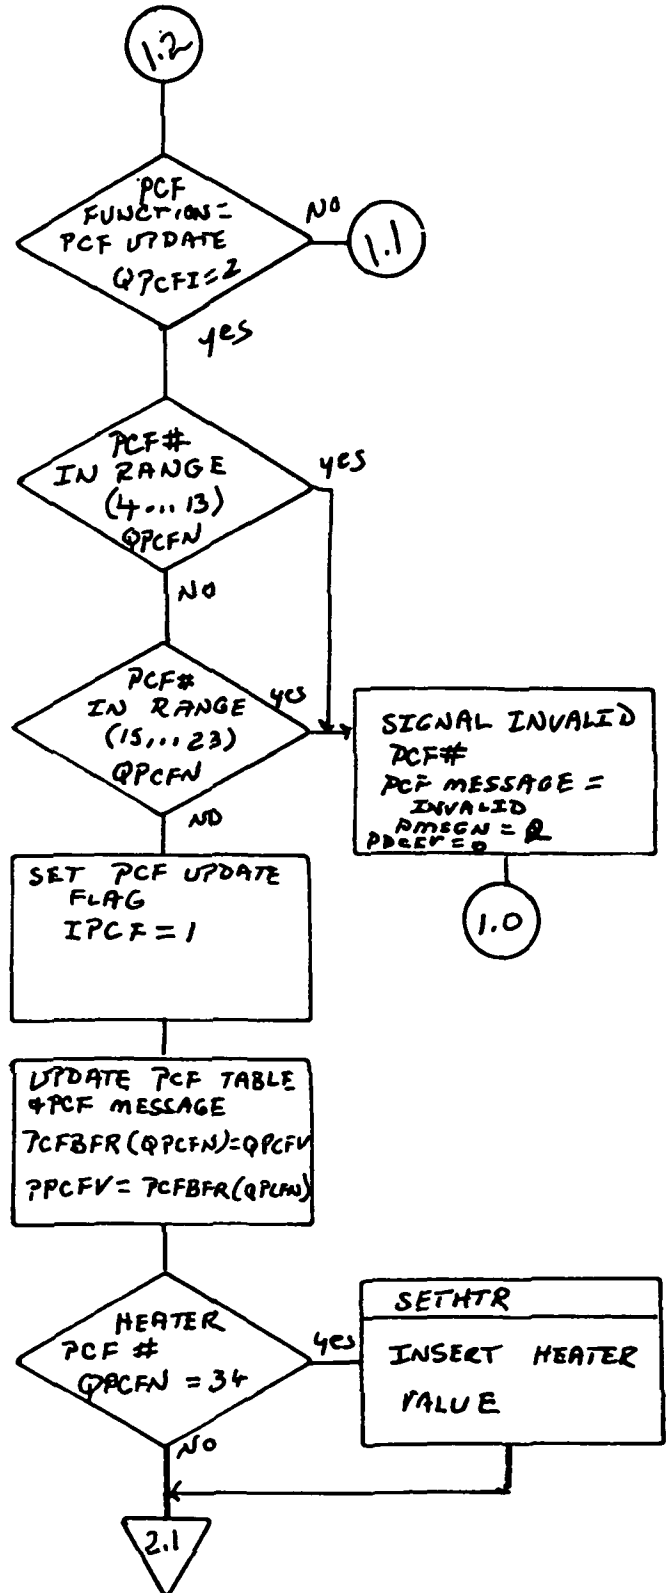 1.2
PCF
FUNCTION =
PCF UPDATE
QPCFI = 2
NO
1.1
yes
PCF#
IN RANGE
(4...13)
QPCFN
yes
NO
PCF#
IN RANGE
(15,...23)
QPCFN
yes
NO
SIGNAL INVALID
PCF#
PCF MESSAGE =
INVALID
PMSGN =
= 0
1.0
SET PCF UPDATE
FLAG
IPCF = 1
UPDATE PCF TABLE
&PCF MESSAGE
PCFBFR(QPCFN)=QPCFV
PPCFV = PCFBFR(QPCFN)
HEATER
PCF #
QPCFN = 34
yes
NO
SETHTR
INSERT HEATER
VALUE
2.1